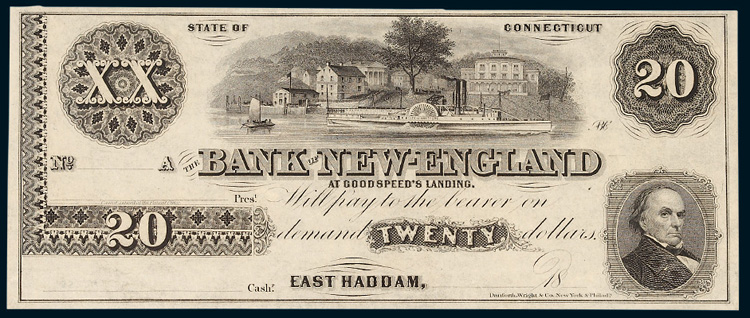 STATE OF CONNECTICUT
XX 20
No A THE BANK OF NEW-ENGLAND
AT GOODSPEED'S LANDING.
Pres! Will pay to the bearer on
20 demand TWENTY dollars.
Cash! EAST HADDAM, 18
Danforth, Wright & Co. New York & Philada